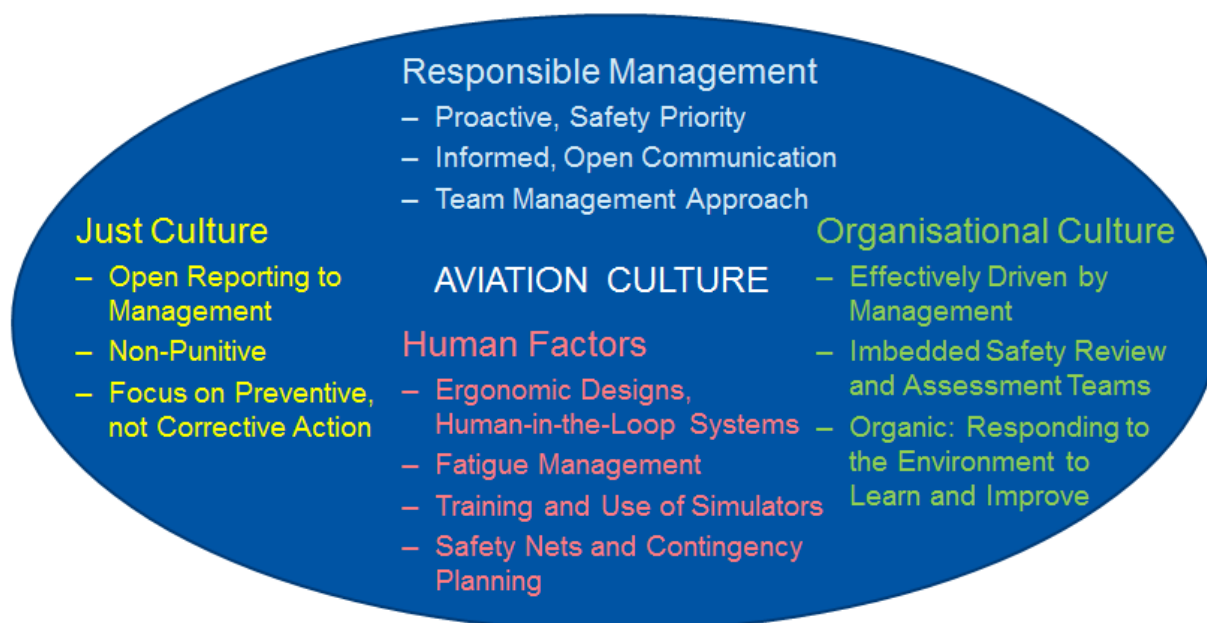 Responsible Management
– Proactive, Safety Priority
– Informed, Open Communication
– Team Management Approach
Just Culture
– Open Reporting to
Management
– Non-Punitive
– Focus on Preventive,
not Corrective Action
AVIATION CULTURE
Human Factors
– Ergonomic Designs,
Human-in-the-Loop Systems
– Fatigue Management
– Training and Use of Simulators
– Safety Nets and Contingency
Planning
Organisational Culture
– Effectively Driven by
Management
– Imbedded Safety Review
and Assessment Teams
– Organic: Responding to
the Environment to
Learn and Improve